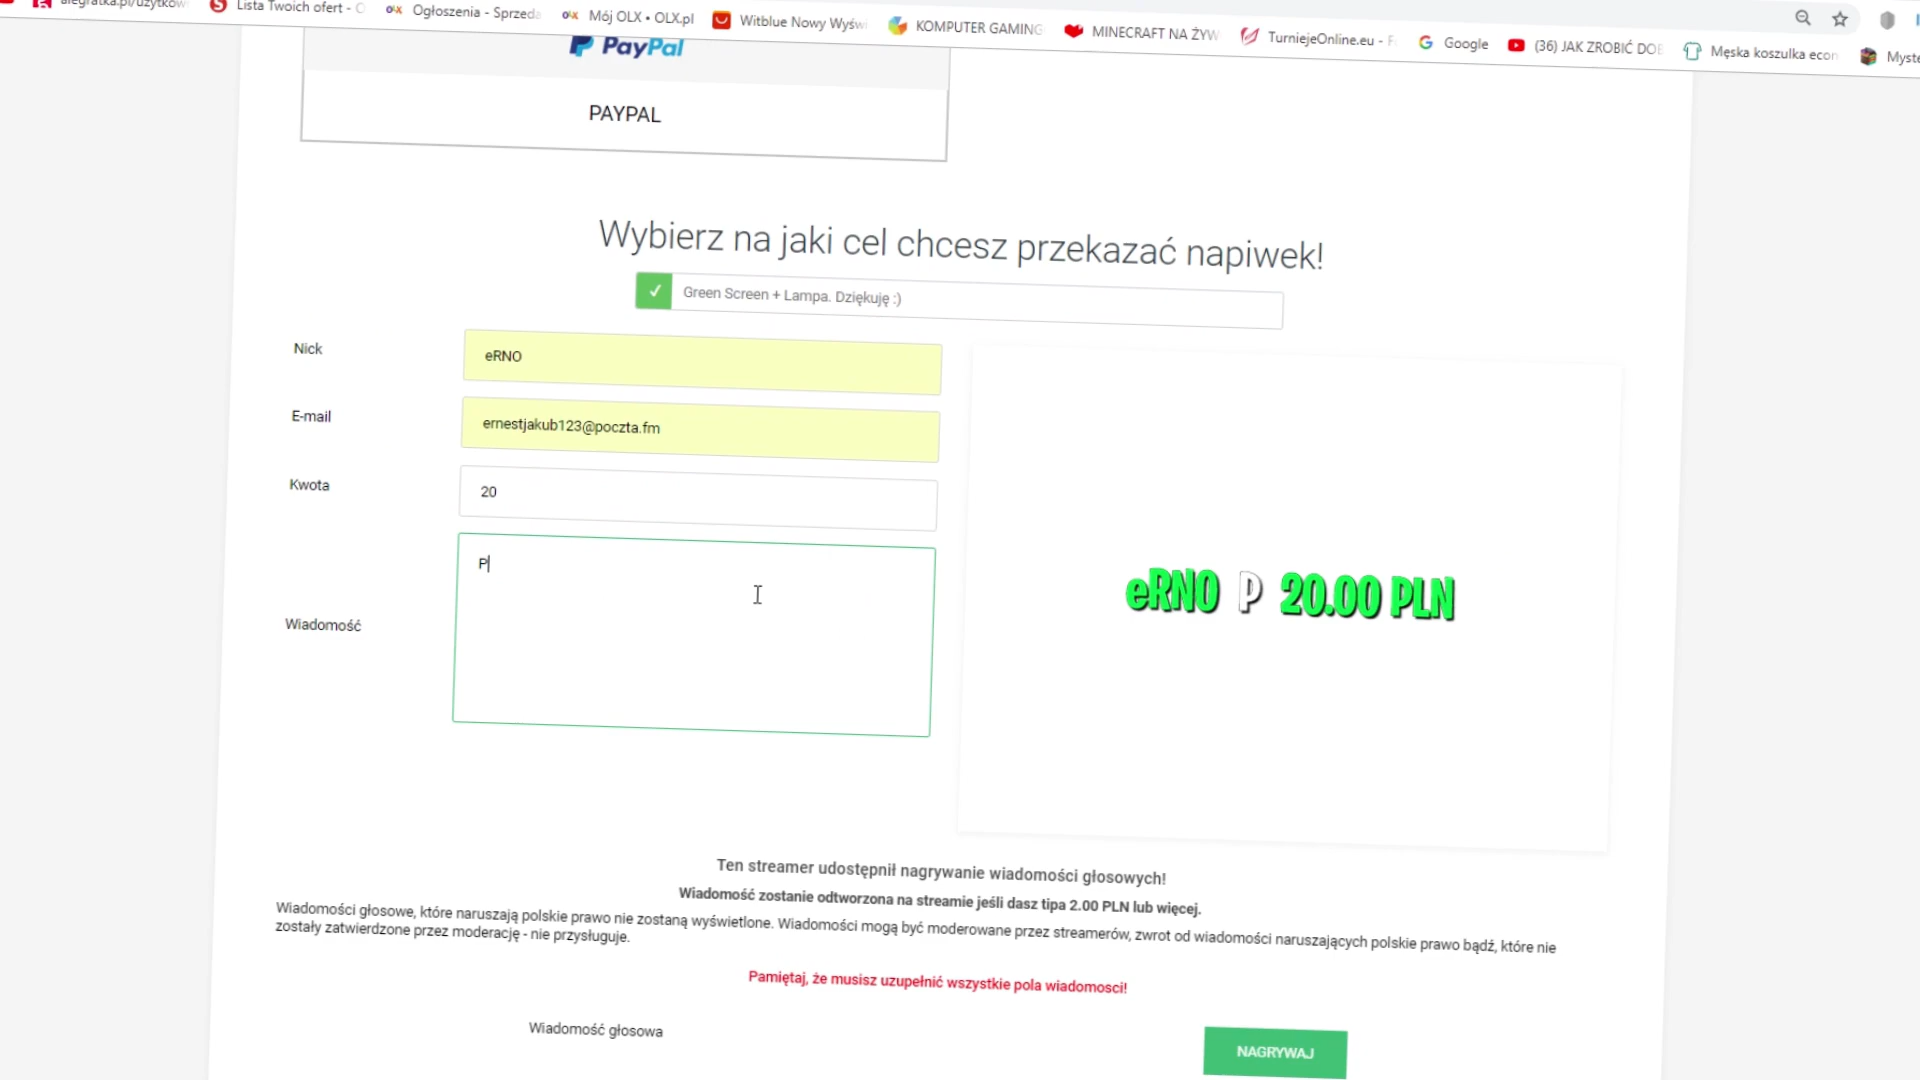 Lista Twoich ofert -
Ogłoszenia - Sprzeda
Mój OLX • OLX.pl
Witblue Nowy Wyśw
KOMPUTER GAMING
MINECRAFT NA ŻYW
TurniejeOnline.eu -
Google
(36) JAK ZROBIĆ DOB
Męska koszulka econ
Myste
PayPal
PAYPAL
Wybierz na jaki cel chcesz przekazać napiwek!
Green Screen + Lampa. Dziękuję :)
Nick
eRNO
E-mail
ernestjakub123@poczta.fm
Kwota
20
P
Wiadomość
eRNO P 20.00 PLN
Ten streamer udostępnił nagrywanie wiadomości głosowych!
Wiadomość zostanie odtworzona na streamie jeśli dasz tipa 2.00 PLN lub więcej.
Wiadomości głosowe, które naruszają polskie prawo nie zostaną wyświetlone. Wiadomości mogą być moderowane przez streamerów, zwrot od wiadomości naruszających polskie prawo bądź, które nie
zostały zatwierdzone przez moderację - nie przysługuje.
Pamiętaj, że musisz uzupełnić wszystkie pola wiadomosci!
Wiadomość głosowa
NAGRYWAJ